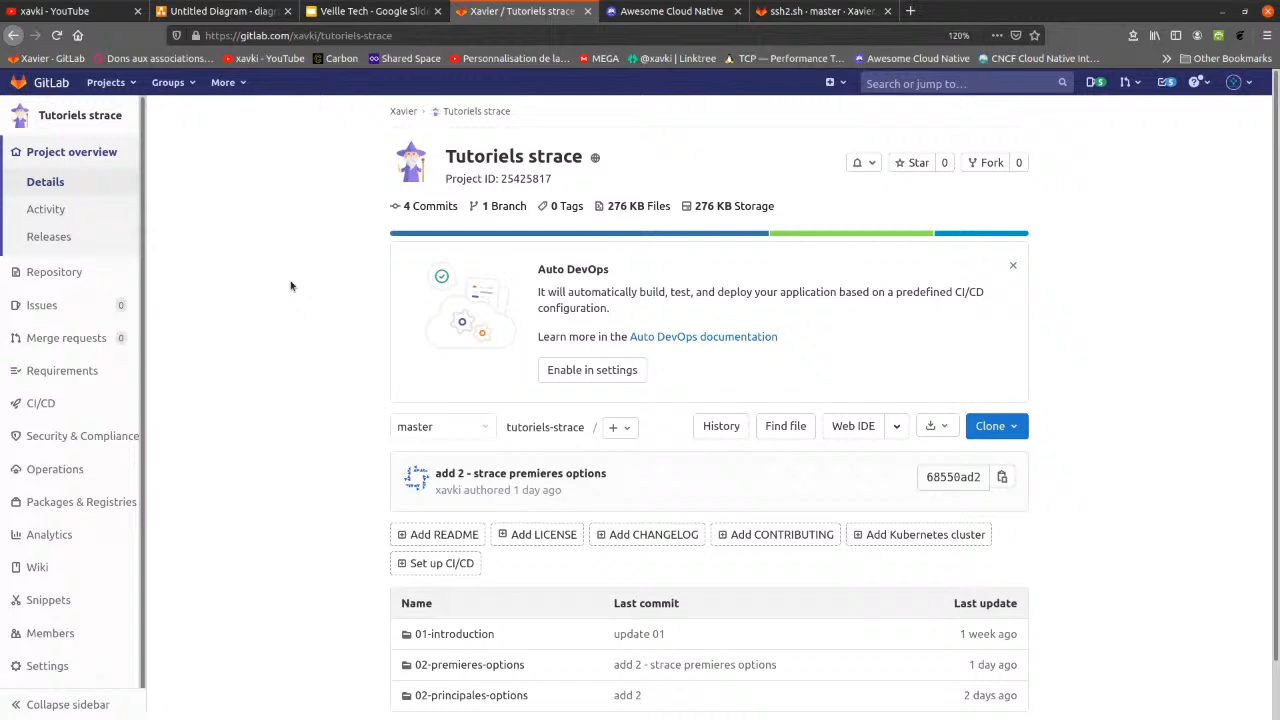 xavki - YouTube
Untitled Diagram - diagr
Veille Tech - Google Slide
Xavier / Tutoriels strace
Awesome Cloud Native
ssh2.sh · master · Xavier
https://gitlab.com/xavki/tutoriels-strace
120%
Xavier · GitLab
Dons aux associations...
xavki - YouTube
Carbon
Shared Space
Personnalisation de la...
MEGA
@xavki | Linktree
TCP — Performance T...
Awesome Cloud Native
CNCF Cloud Native Int...
Other Bookmarks
GitLab
Projects
Groups
More
Search or jump to…
5
5
Tutoriels strace
Project overview
Details
Activity
Releases
Repository
Issues 0
Merge requests 0
Requirements
CI/CD
Security & Compliance
Operations
Packages & Registries
Analytics
Wiki
Snippets
Members
Settings
Collapse sidebar
Xavier > Tutoriels strace
Tutoriels strace
Project ID: 25425817
Star 0
Fork 0
4 Commits 1 Branch 0 Tags 276 KB Files 276 KB Storage
Auto DevOps
It will automatically build, test, and deploy your application based on a predefined CI/CD
configuration.
Learn more in the Auto DevOps documentation
Enable in settings
master
tutoriels-strace /
History
Find file
Web IDE
Clone
add 2 - strace premieres options
xavki authored 1 day ago
68550ad2
Add README
Add LICENSE
Add CHANGELOG
Add CONTRIBUTING
Add Kubernetes cluster
Set up CI/CD
Name Last commit Last update
01-introduction update 01 1 week ago
02-premieres-options add 2 - strace premieres options 1 day ago
02-principales-options add 2 2 days ago